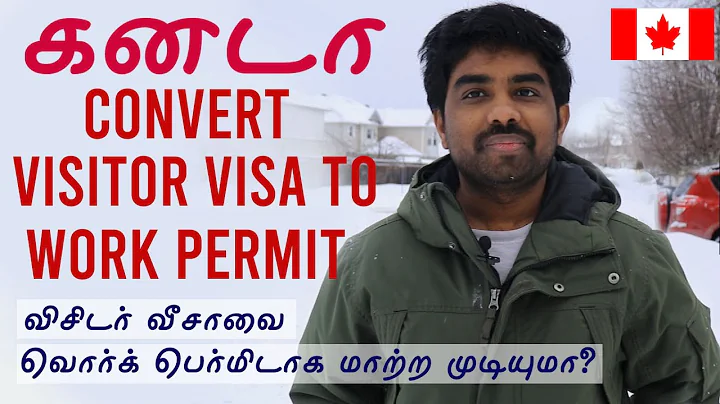 கனடா
CONVERT
VISITOR VISA TO
WORK PERMIT
விசிடர் வீசாவை
வொர்க் பெர்மிடாக மாற்ற முடியுமா?